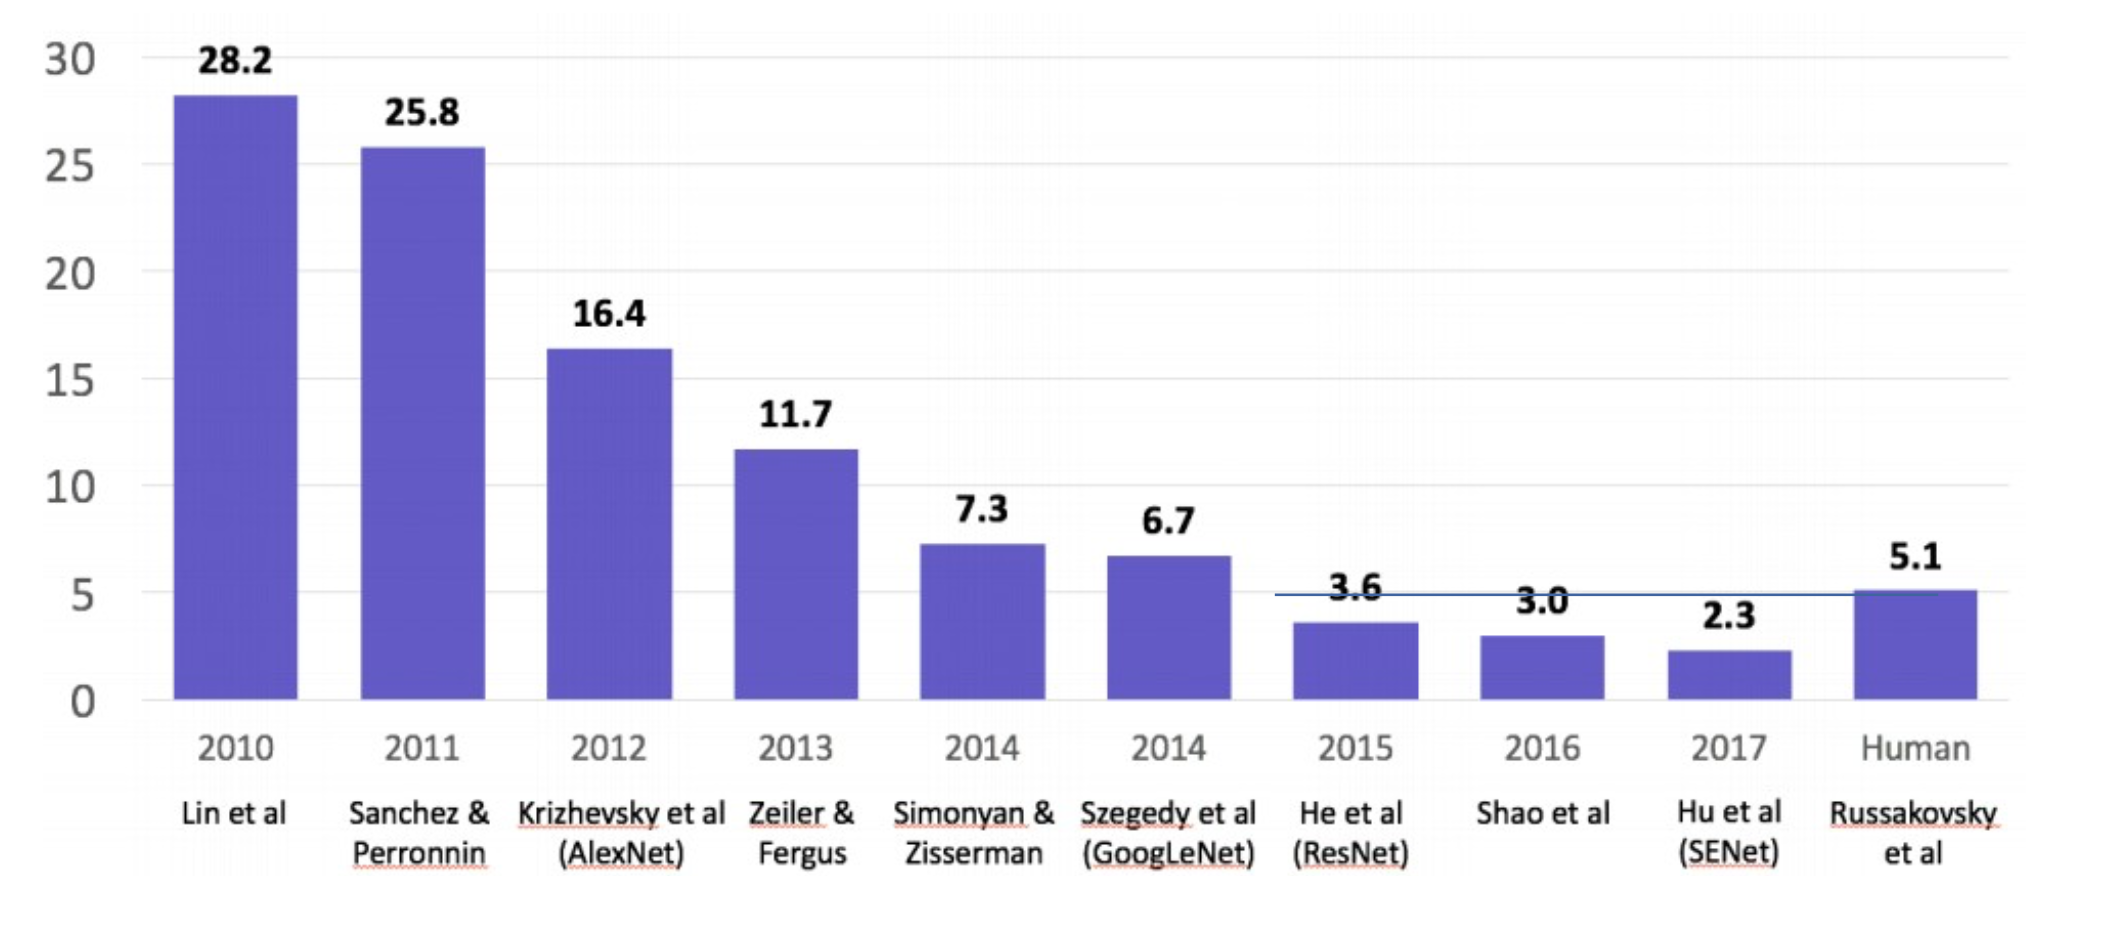 30
25
20
15
10
5
0
28.2
25.8
16.4
11.7
7.3
6.7
3.6
3.0
2.3
5.1
2010
2011
2012
2013
2014
2014
2015
2016
2017
Human
Lin et al
Sanchez &
Perronnin
Krizhevsky et al
(AlexNet)
Zeiler &
Fergus
Simonyan &
Zisserman
Szegedy et al
(GoogLeNet)
He et al
(ResNet)
Shao et al
Hu et al
(SENet)
Russakovsky
et al